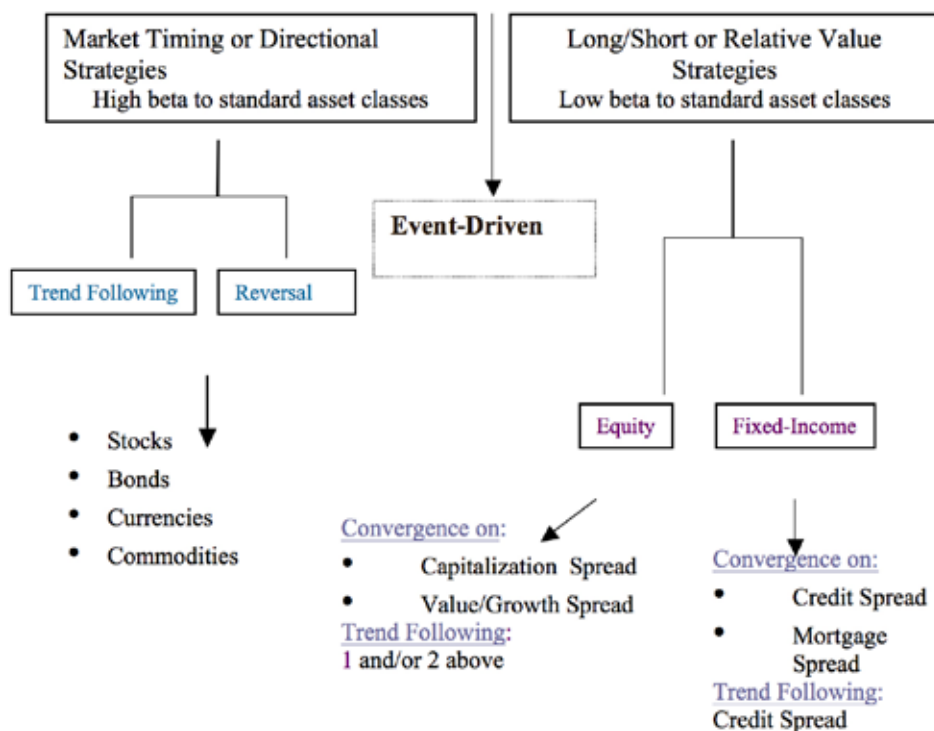 Market Timing or Directional
Strategies
High beta to standard asset classes
Long/Short or Relative Value
Strategies
Low beta to standard asset classes
Event-Driven
Trend Following
Reversal
• Stocks
• Bonds
• Currencies
• Commodities
Equity
Fixed-Income
Convergence on:
• Capitalization Spread
• Value/Growth Spread
Trend Following:
1 and/or 2 above
Convergence on:
• Credit Spread
• Mortgage
Spread
Trend Following:
Credit Spread